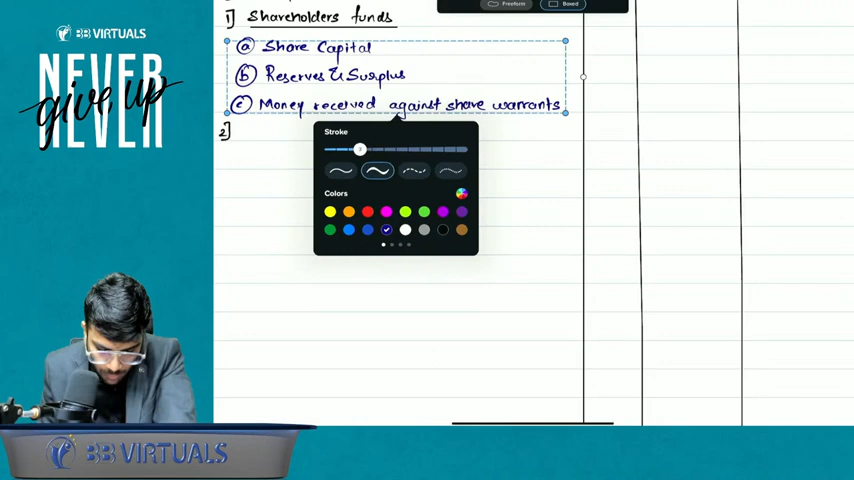 Freeform Boxed
1] Shareholders funds
BB VIRTUALS
(a) Share Capital
NEVER
give up
NEVER
(b) Reserves & Surplus
(c) Money received against share warrants
2]
Stroke
3
Colors
BB VIRTUALS